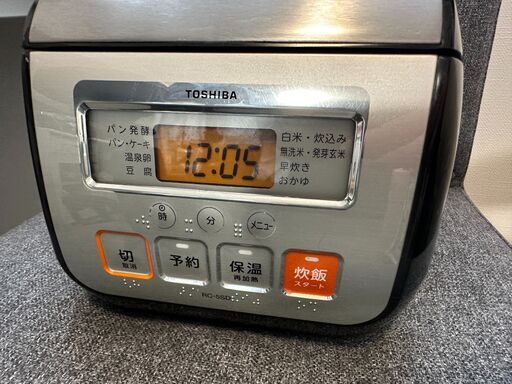 TOSHIBA
パン発酵
パン・ケーキ
温泉卵
豆腐
12:05
白米・炊込み
無洗米・発芽玄米
早炊き
おかゆ
時
分
メニュー
切
取消
予約
保温
再加熱
炊飯
スタート
RC-5SD